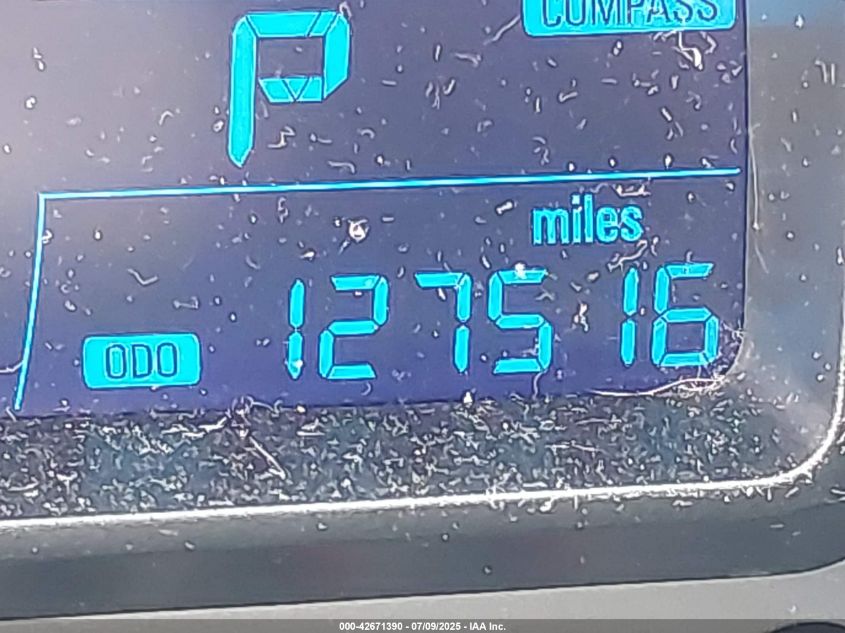 COMPASS
P
miles
ODO 127516
000-42671390 - 07/09/2025 - IAA Inc.